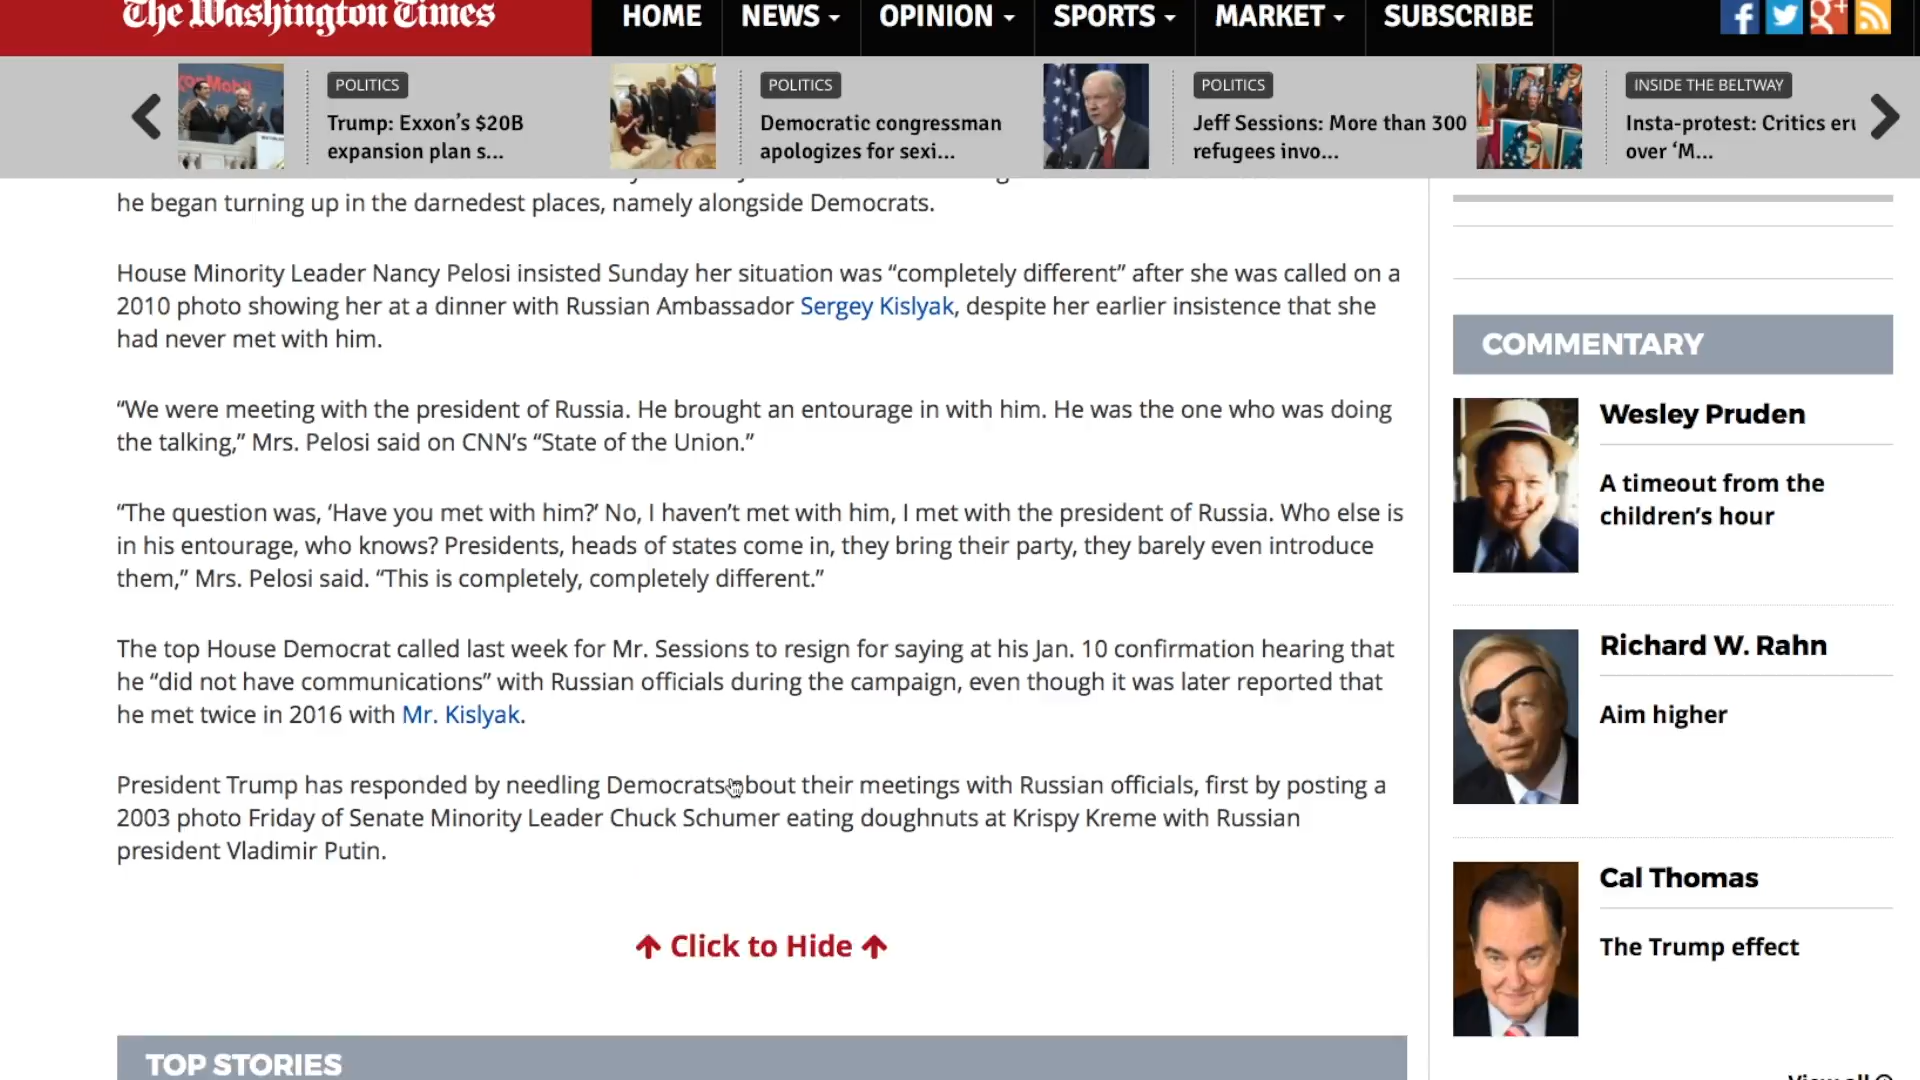 The Washington Times
HOME NEWS OPINION SPORTS MARKET SUBSCRIBE
POLITICS
Trump: Exxon's $20B
expansion plan s...
POLITICS
Democratic congressman
apologizes for sexi...
POLITICS
Jeff Sessions: More than 300
refugees invo...
INSIDE THE BELTWAY
Insta-protest: Critics eru
over ‘M...
he began turning up in the darnedest places, namely alongside Democrats.
House Minority Leader Nancy Pelosi insisted Sunday her situation was “completely different” after she was called on a
2010 photo showing her at a dinner with Russian Ambassador Sergey Kislyak, despite her earlier insistence that she
had never met with him.
“We were meeting with the president of Russia. He brought an entourage in with him. He was the one who was doing
the talking,” Mrs. Pelosi said on CNN’s “State of the Union.”
“The question was, ‘Have you met with him?’ No, I haven’t met with him, I met with the president of Russia. Who else is
in his entourage, who knows? Presidents, heads of states come in, they bring their party, they barely even introduce
them,” Mrs. Pelosi said. “This is completely, completely different.”
The top House Democrat called last week for Mr. Sessions to resign for saying at his Jan. 10 confirmation hearing that
he “did not have communications” with Russian officials during the campaign, even though it was later reported that
he met twice in 2016 with Mr. Kislyak.
President Trump has responded by needling Democrats about their meetings with Russian officials, first by posting a
2003 photo Friday of Senate Minority Leader Chuck Schumer eating doughnuts at Krispy Kreme with Russian
president Vladimir Putin.
Click to Hide
TOP STORIES
COMMENTARY
Wesley Pruden
A timeout from the
children’s hour
Richard W. Rahn
Aim higher
Cal Thomas
The Trump effect
View all